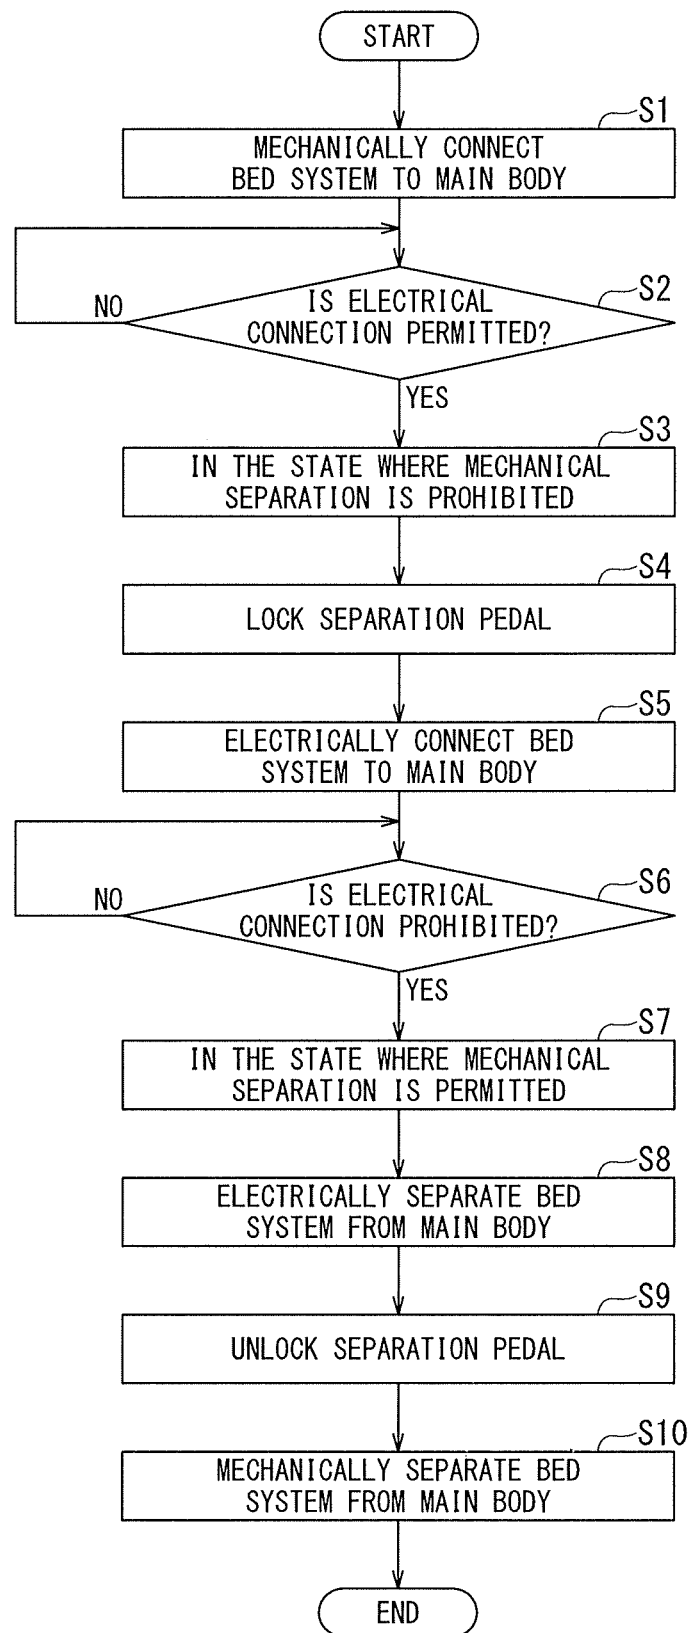 START
S1
MECHANICALLY CONNECT
BED SYSTEM TO MAIN BODY
S2
IS ELECTRICAL
CONNECTION PERMITTED?
NO
YES
S3
IN THE STATE WHERE MECHANICAL
SEPARATION IS PROHIBITED
S4
LOCK SEPARATION PEDAL
S5
ELECTRICALLY CONNECT BED
SYSTEM TO MAIN BODY
S6
IS ELECTRICAL
CONNECTION PROHIBITED?
NO
YES
S7
IN THE STATE WHERE MECHANICAL
SEPARATION IS PERMITTED
S8
ELECTRICALLY SEPARATE BED
SYSTEM FROM MAIN BODY
S9
UNLOCK SEPARATION PEDAL
S10
MECHANICALLY SEPARATE BED
SYSTEM FROM MAIN BODY
END